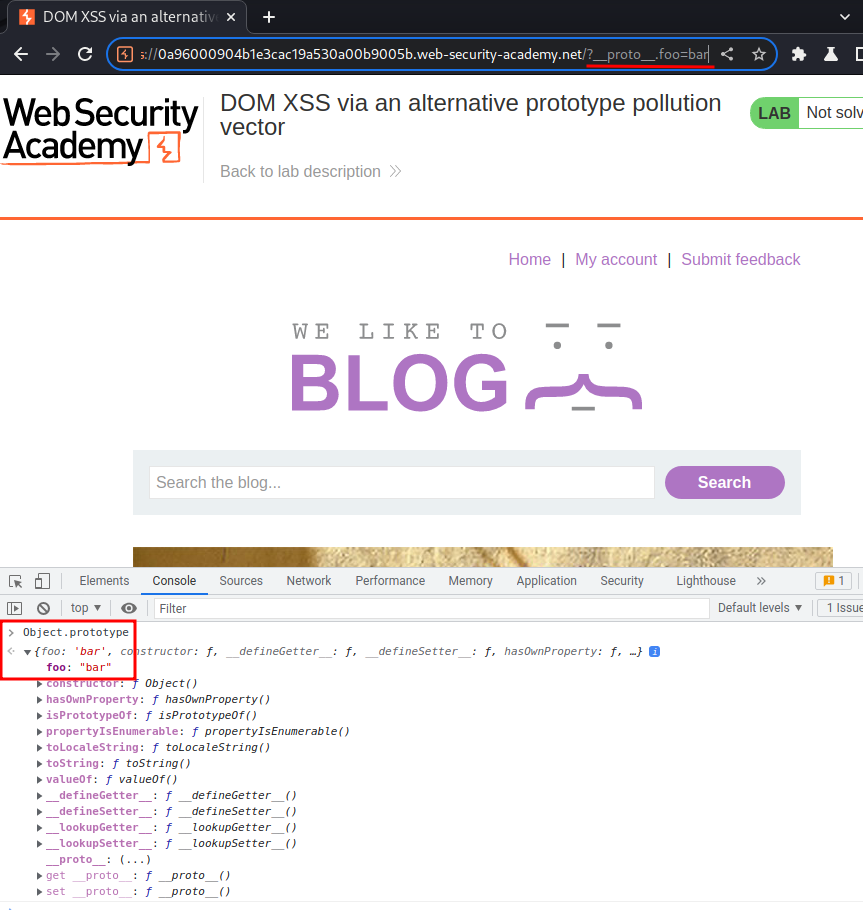 DOM XSS via an alternativ
s://0a96000904b1e3cac19a530a00b9005b.web-security-academy.net/?__proto__.foo=bar
Web Security
Academy
DOM XSS via an alternative prototype pollution
vector
LAB Not solv
Back to lab description
Home | My account | Submit feedback
WE LIKE TO
BLOG
Search the blog... Search
Elements Console Sources Network Performance Memory Application Security Lighthouse 1
top Filter Default levels 1 Issue
Object.prototype
{foo: 'bar', constructor: ƒ, __defineGetter__: ƒ, __defineSetter__: ƒ, hasOwnProperty: ƒ, …}
foo: "bar"
constructor: ƒ Object()
hasOwnProperty: ƒ hasOwnProperty()
isPrototypeOf: ƒ isPrototypeOf()
propertyIsEnumerable: ƒ propertyIsEnumerable()
toLocaleString: ƒ toLocaleString()
toString: ƒ toString()
valueOf: ƒ valueOf()
__defineGetter__: ƒ __defineGetter__()
__defineSetter__: ƒ __defineSetter__()
__lookupGetter__: ƒ __lookupGetter__()
__lookupSetter__: ƒ __lookupSetter__()
__proto__: (...)
get __proto__: ƒ __proto__()
set __proto__: ƒ __proto__()